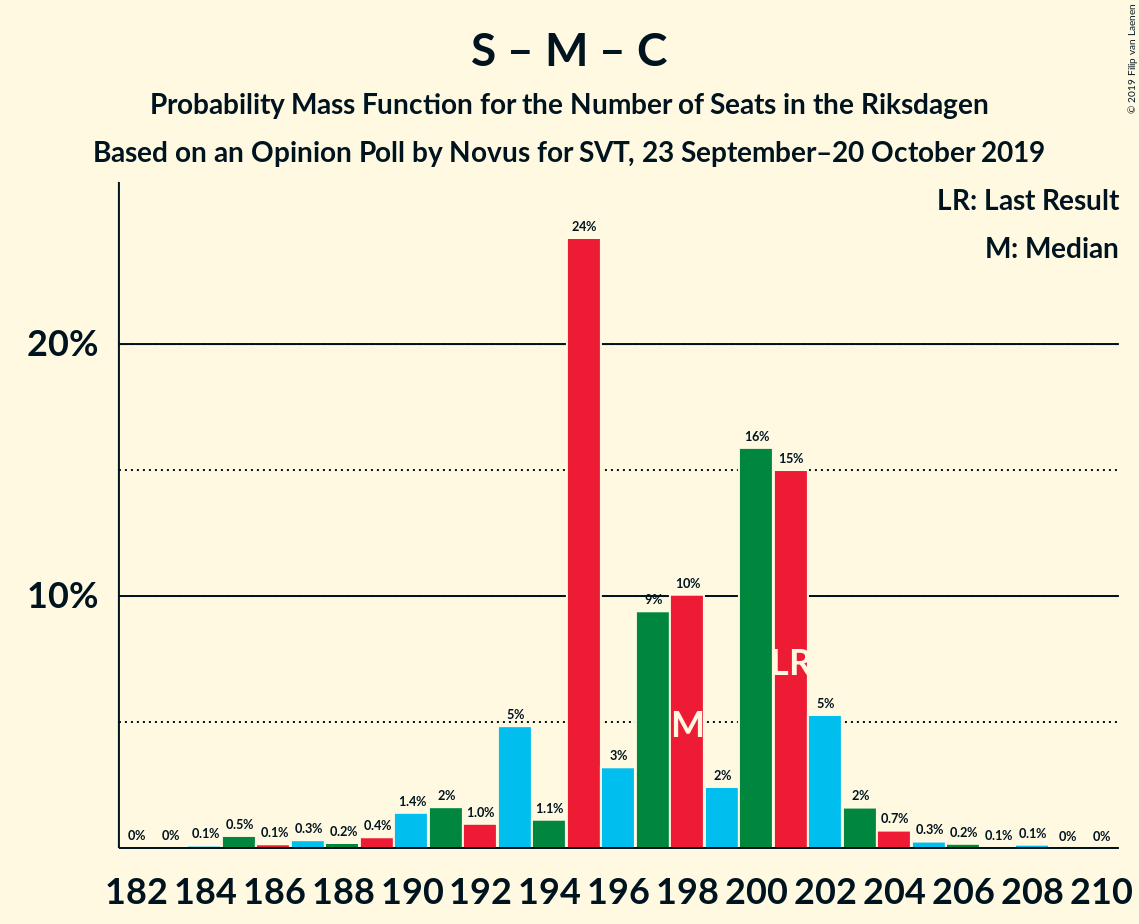 S – M – C
Probability Mass Function for the Number of Seats in the Riksdagen
Based on an Opinion Poll by Novus for SVT, 23 September–20 October 2019
© 2019 Filip van Laenen
LR: Last Result
M: Median
20%
10%
0% 0% 0.1% 0.5% 0.1% 0.3% 0.2% 0.4% 1.4% 2% 1.0% 5% 1.1% 24% 3% 9% 10% 2% 16% 15% 5% 2% 0.7% 0.3% 0.2% 0.1% 0.1% 0% 0%
M
LR
182 184 186 188 190 192 194 196 198 200 202 204 206 208 210